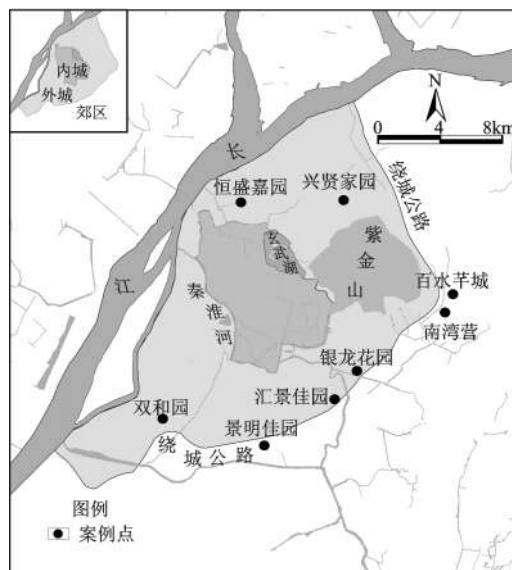 内城
外城
郊区
N
0 4 8km
长
江
绕城公路
恒盛嘉园
兴贤家园
玄武湖
紫金山
秦淮河
百水芊城
南湾营
银龙花园
汇景佳园
双和园
景明佳园
绕城公路
图例
案例点